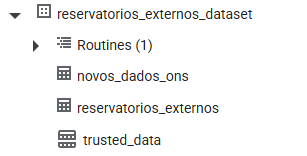 reservatorios_externos_dataset
Routines (1)
novos_dados_ons
reservatorios_externos
trusted_data